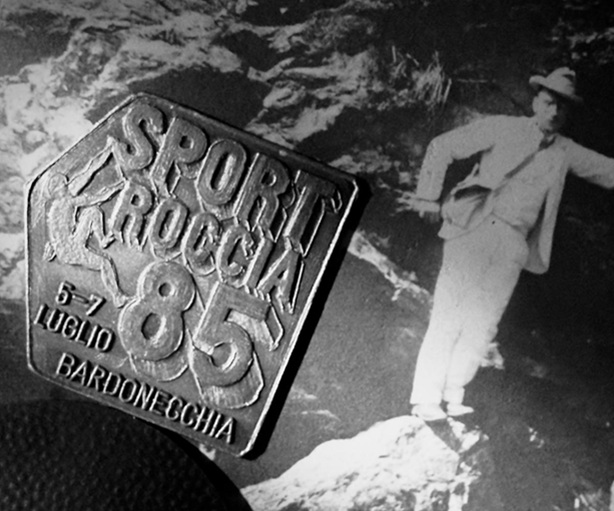 SPORT
ROCCIA
85
5-7
LUGLIO
BARDONECCHIA